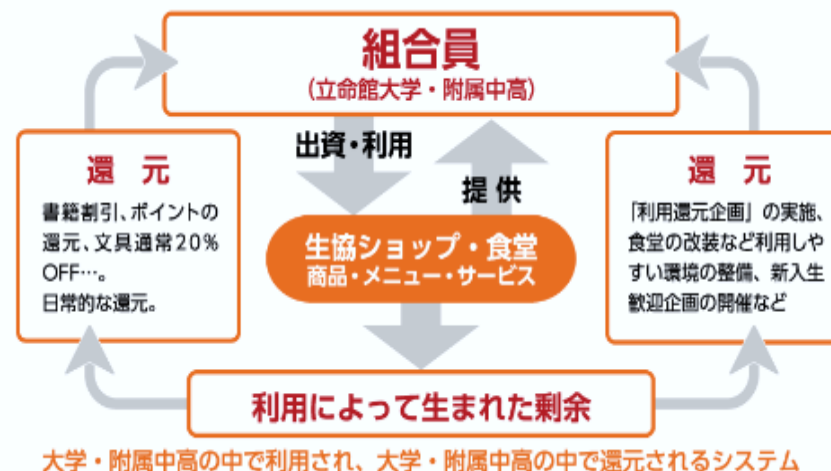 組合員
(立命館大学・附属中高)
出資・利用
提供
還元
書籍割引、ポイントの
還元、文具通常20%
OFF…。
日常的な還元。
生協ショップ・食堂
商品・メニュー・サービス
還元
「利用還元企画」の実施、
食堂の改装など利用しや
すい環境の整備、新入生
歓迎企画の開催など
利用によって生まれた剰余
大学・附属中高の中で利用され、大学・附属中高の中で還元されるシステム